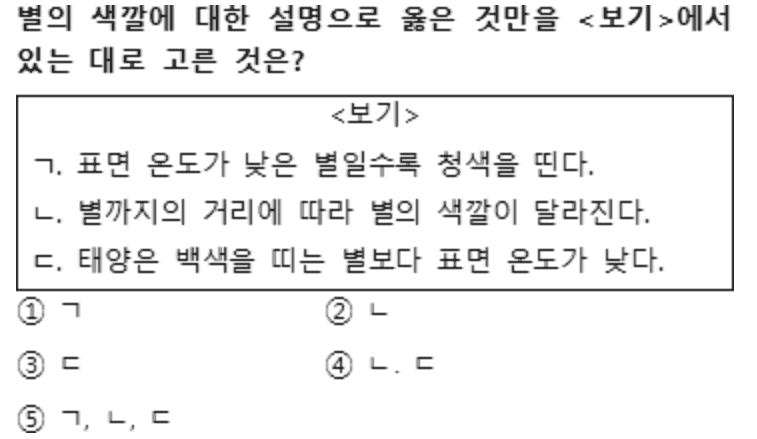 별의 색깔에 대한 설명으로 옳은 것만을 <보기>에서
있는 대로 고른 것은?
<보기>
ㄱ. 표면 온도가 낮은 별일수록 청색을 띤다.
ㄴ. 별까지의 거리에 따라 별의 색깔이 달라진다.
ㄷ. 태양은 백색을 띠는 별보다 표면 온도가 낮다.
① ㄱ ② ㄴ
③ ㄷ ④ ㄴ. ㄷ
⑤ ㄱ, ㄴ, ㄷ